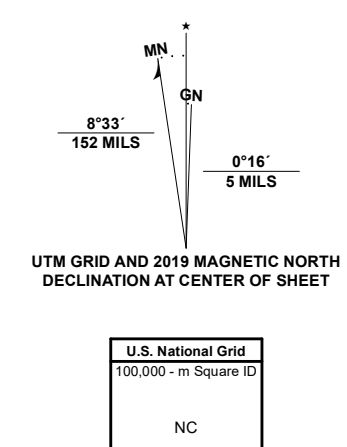 ★
MN
GN
8°33´
152 MILS
0°16´
5 MILS
UTM GRID AND 2019 MAGNETIC NORTH
DECLINATION AT CENTER OF SHEET
U.S. National Grid
100,000 - m Square ID
NC